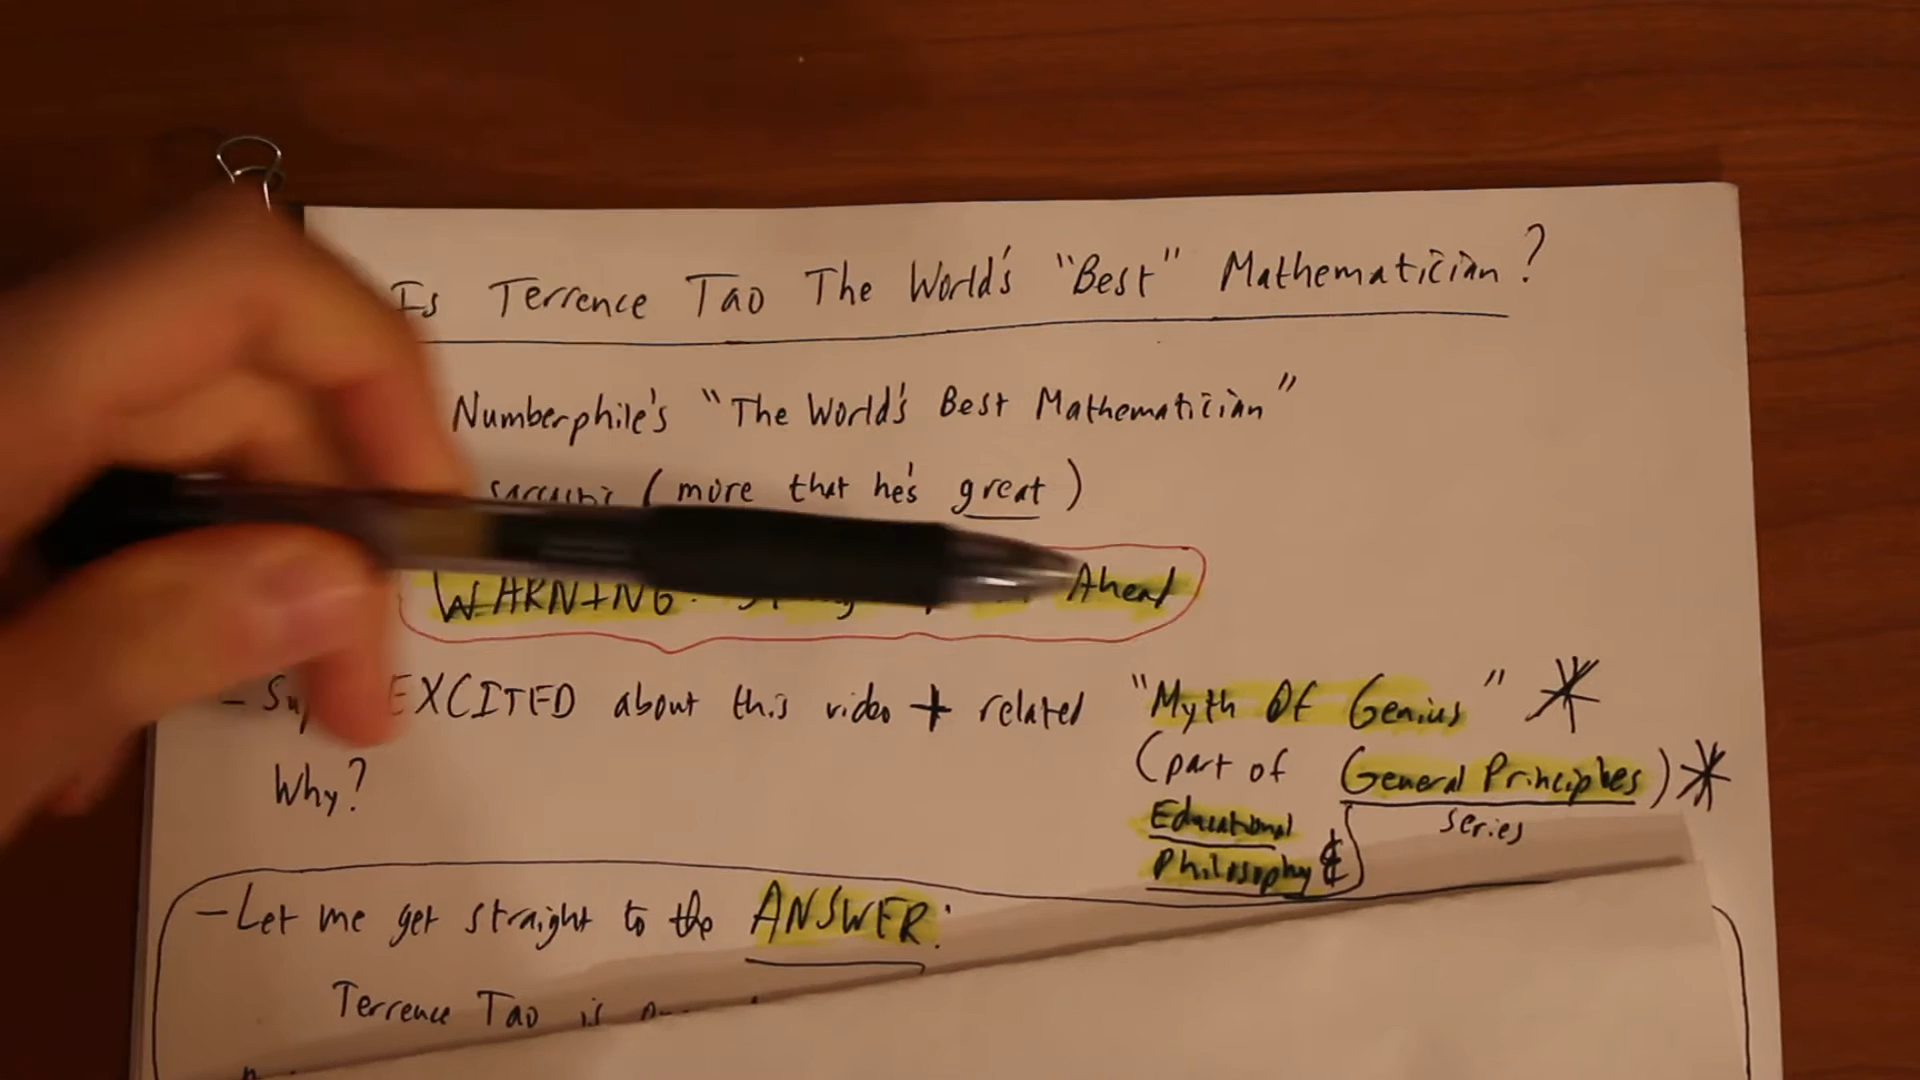 Is Terrence Tao The World's "Best" Mathematician?
Numberphile's "The World's Best Mathematician"
sarcastic (more that he's great)
WARNING: Ahead
- EXCITED about this video + related "Myth Of Genius" *
Why?
(part of General Principles) *
series
Educational
Philosophy &
- Let me get straight to the ANSWER:
Terrence Tao is